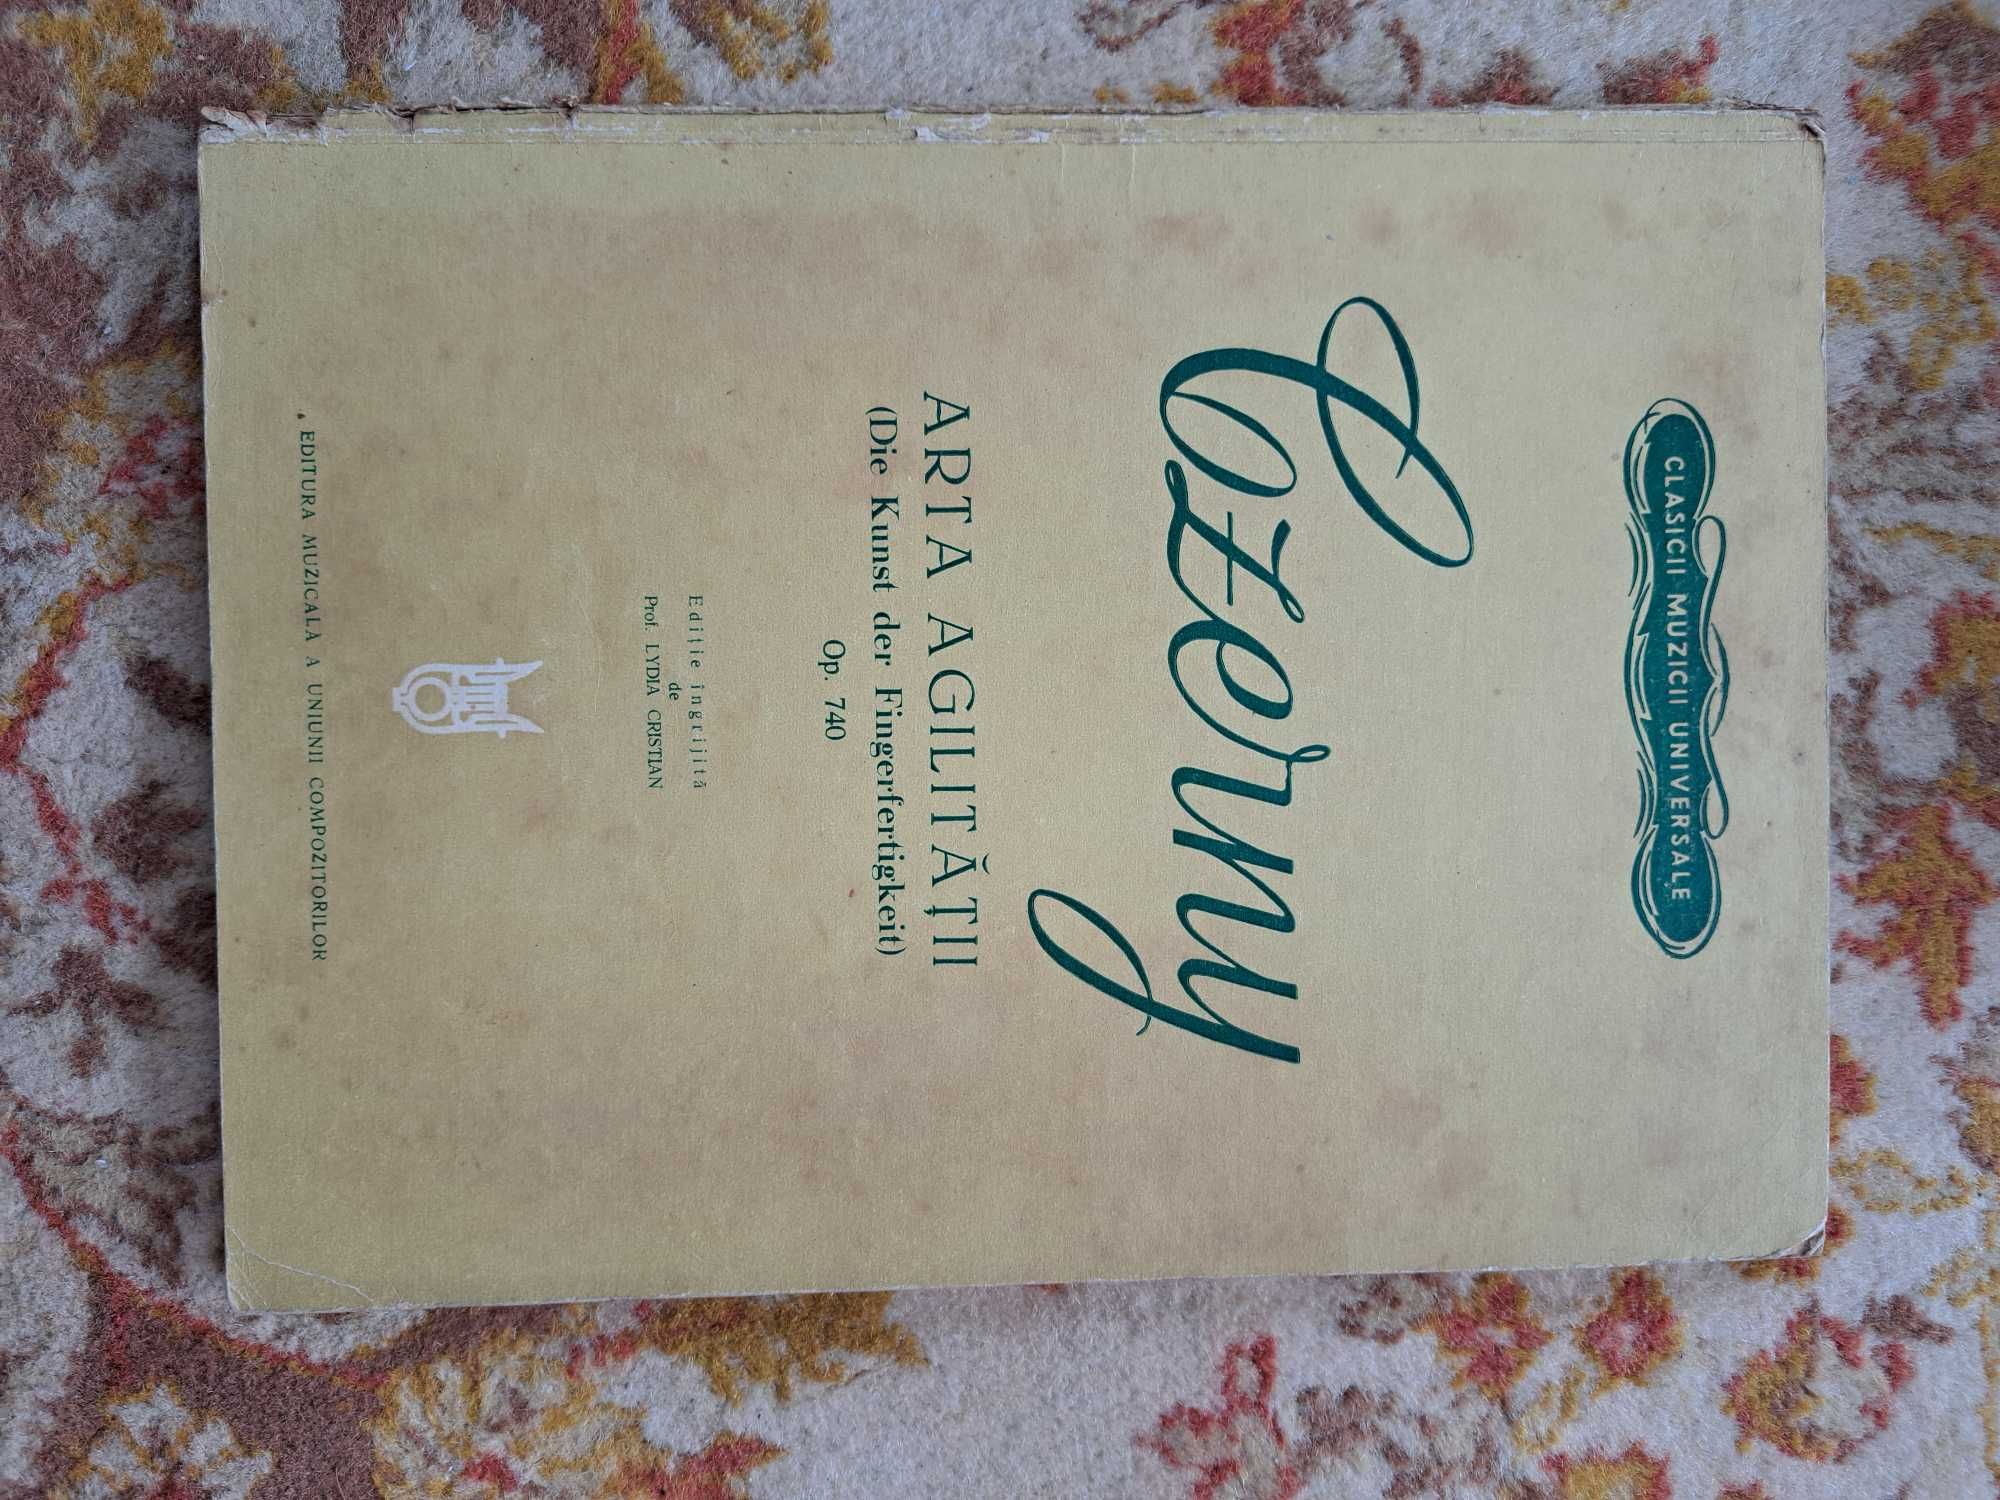 CLASICII MUZICII UNIVERSALE
Czerny
ARTA AGILITĂȚII
(Die Kunst der Fingerfertigkeit)
Op. 740
Ediție îngrijită
de
Prof. LYDIA CRISTIAN
EDITURA MUZICALA A UNIUNII COMPOZITORILOR